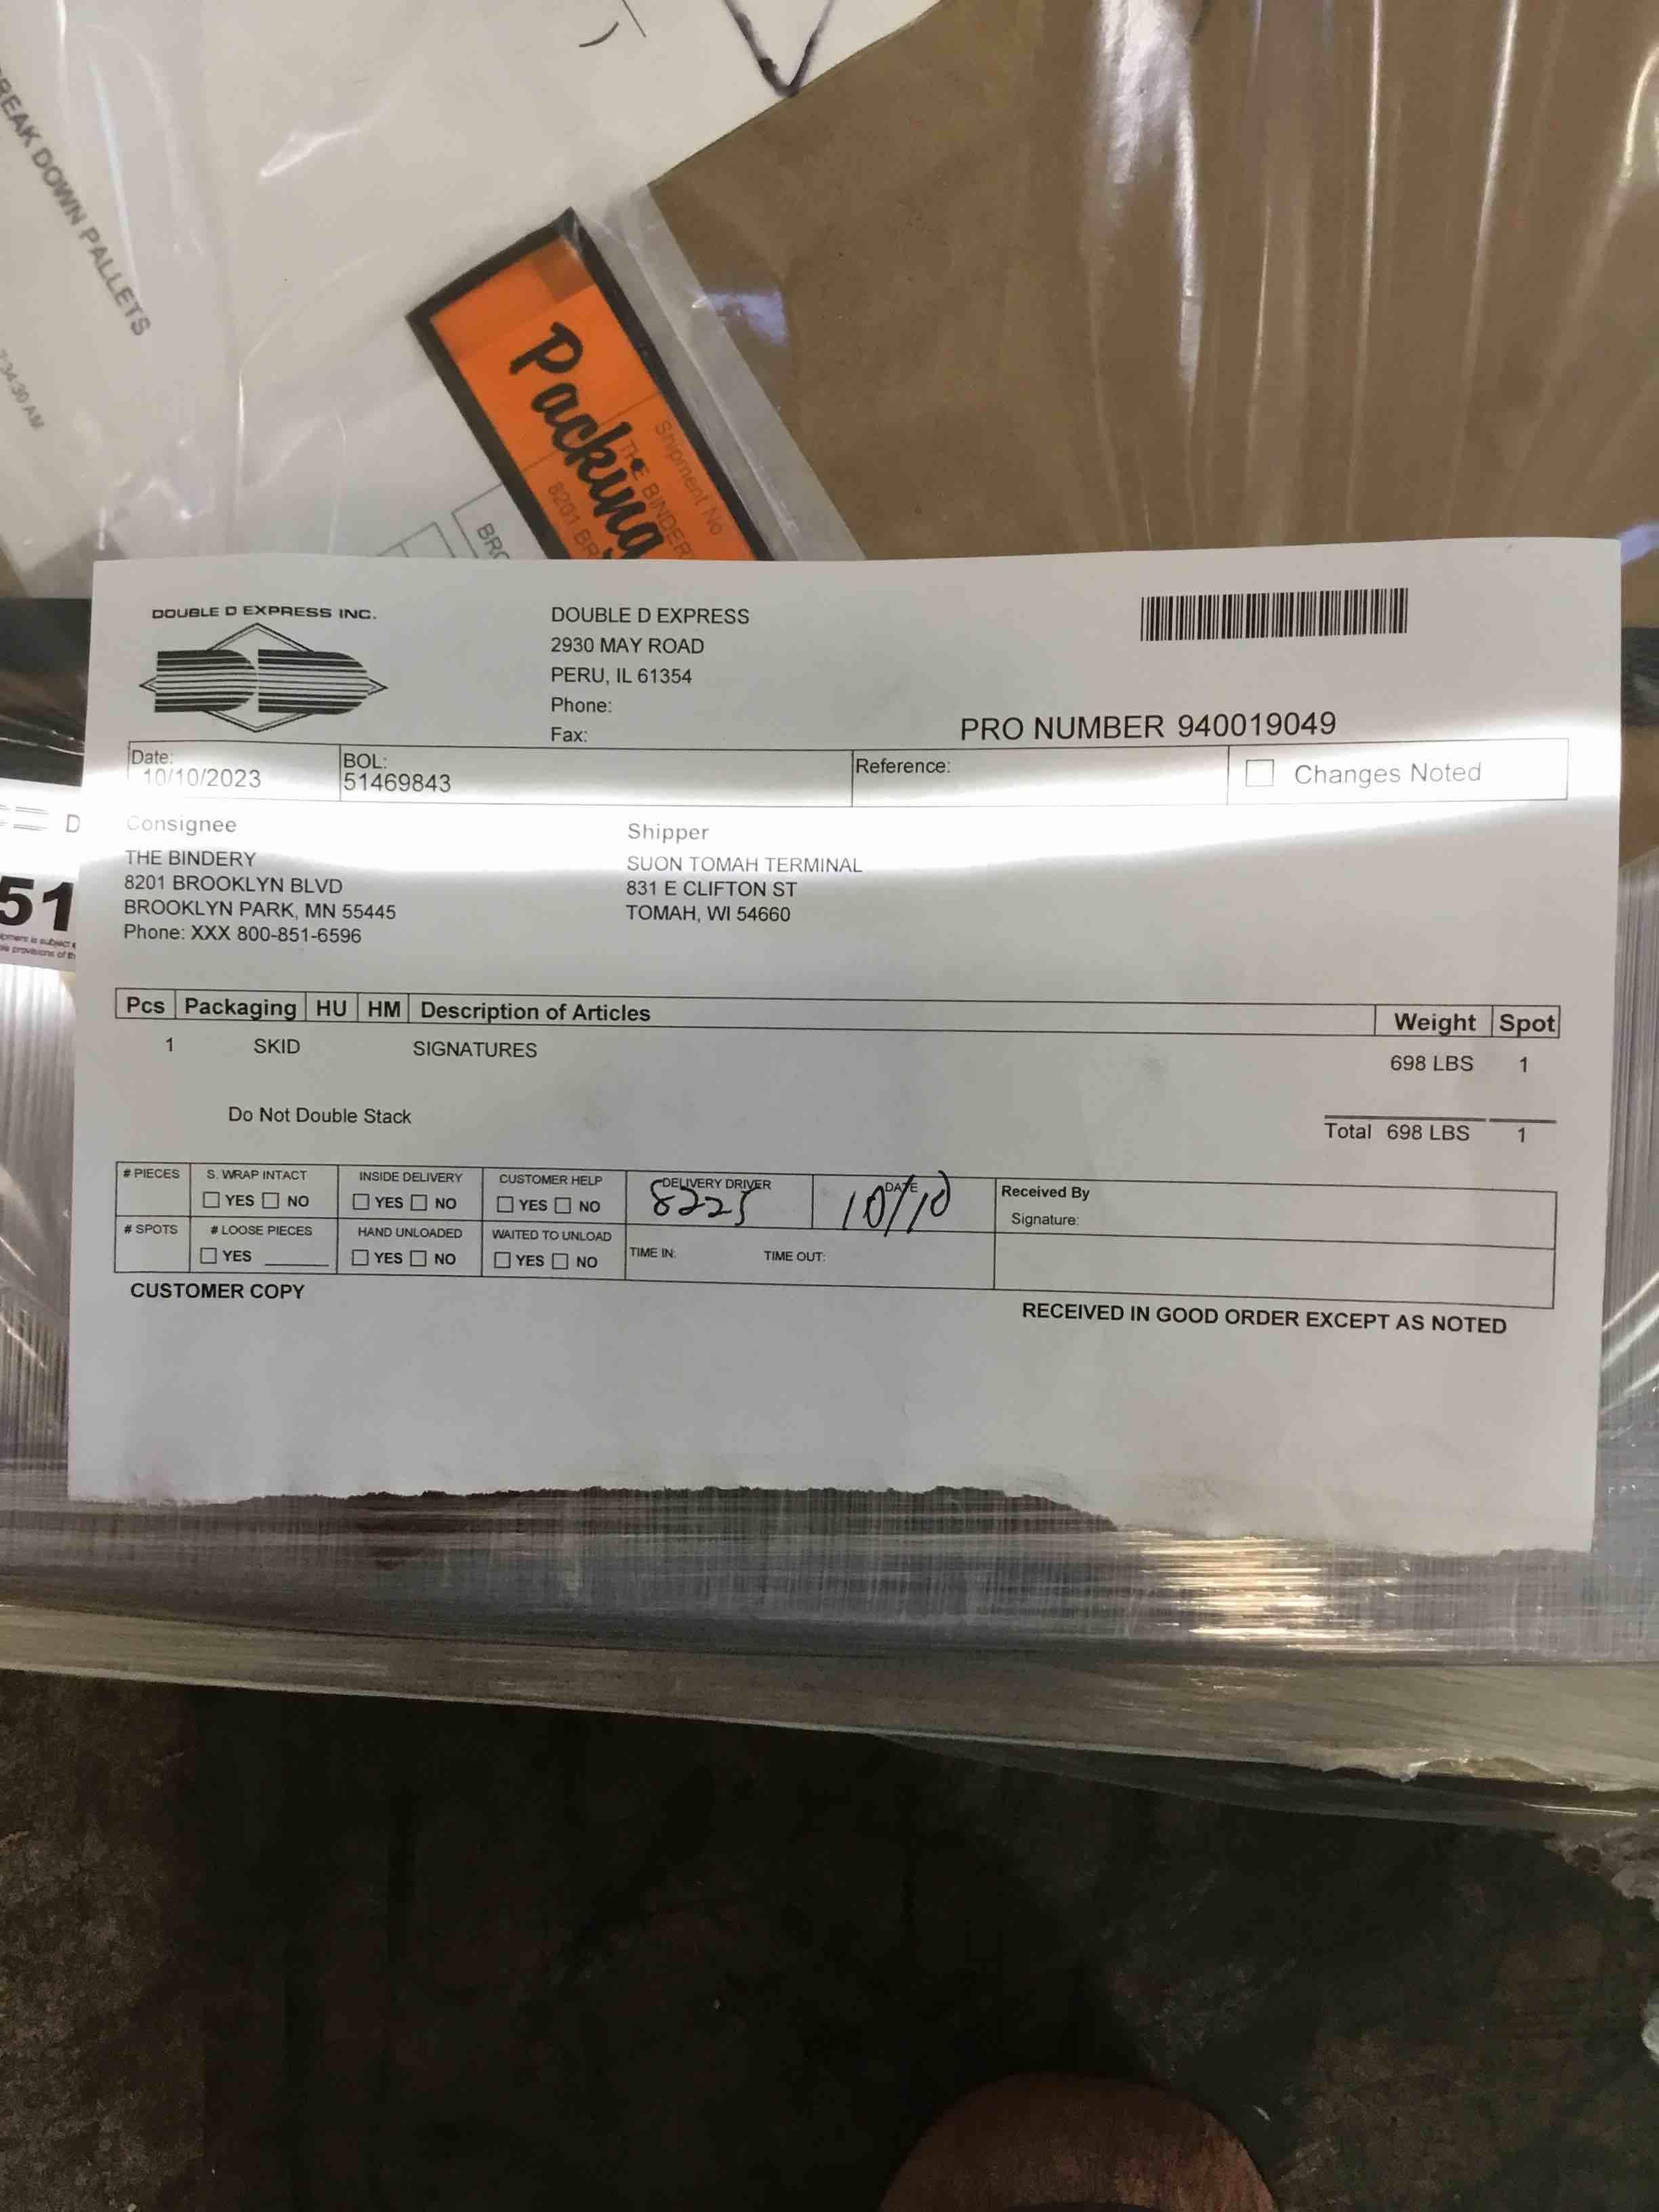 BREAK DOWN PALLETS
7:34:30 AM
Packing
Shipment No
THE BINDERY
8201 BR
BRO
DOUBLE D EXPRESS INC.
DOUBLE D EXPRESS
2930 MAY ROAD
PERU, IL 61354
Phone:
Fax:
PRO NUMBER 940019049
Date: BOL: Reference: Changes Noted
10/10/2023 51469843
Consignee Shipper
THE BINDERY SUON TOMAH TERMINAL
8201 BROOKLYN BLVD 831 E CLIFTON ST
BROOKLYN PARK, MN 55445 TOMAH, WI 54660
Phone: XXX 800-851-6596
D
51
Pcs Packaging HU HM Description of Articles Weight Spot
1 SKID SIGNATURES 698 LBS 1
Do Not Double Stack
Total 698 LBS 1
# PIECES S. WRAP INTACT INSIDE DELIVERY CUSTOMER HELP DELIVERY DRIVER DATE Received By
YES NO YES NO YES NO 8225 10/10 Signature:
# SPOTS # LOOSE PIECES HAND UNLOADED WAITED TO UNLOAD TIME IN: TIME OUT:
YES YES NO YES NO
CUSTOMER COPY
RECEIVED IN GOOD ORDER EXCEPT AS NOTED